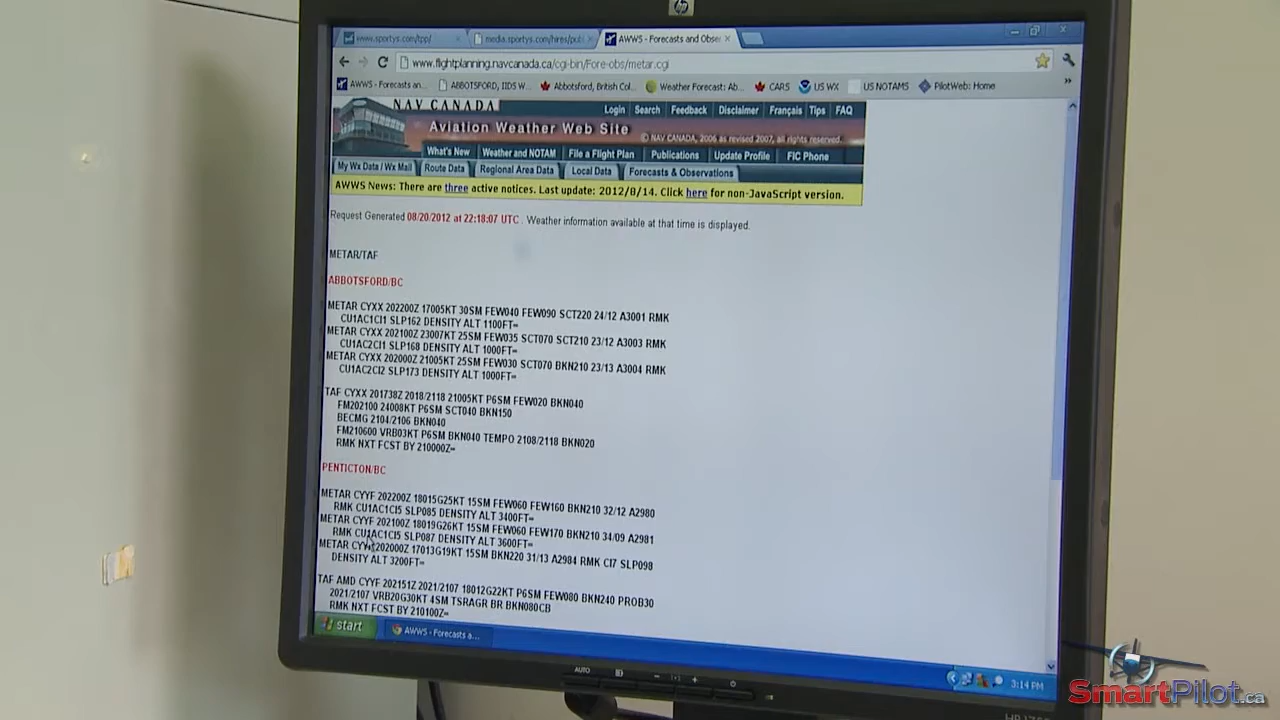 hp
www.sportys.com/tpp/
media.sportys.com/hires/pub
AWWS - Forecasts and Obse
www.flightplanning.navcanada.ca/cgi-bin/Fore-obs/metar.cgi
AWWS - Forecasts an... ABBOTSFORD, IIDS W... Abbotsford, British Col... Weather Forecast: Ab... CARS US WX US NOTAMS PilotWeb: Home
NAV CANADA Login Search Feedback Disclaimer Français Tips FAQ
Aviation Weather Web Site © NAV CANADA, 2006 as revised 2007, all rights reserved.
What's New Weather and NOTAM File a Flight Plan Publications Update Profile FIC Phone
My Wx Data / Wx Mail Route Data Regional Area Data Local Data Forecasts & Observations
AWWS News: There are three active notices. Last update: 2012/8/14. Click here for non-JavaScript version.
Request Generated 08/20/2012 at 22:18:07 UTC . Weather information available at that time is displayed.
METAR/TAF
ABBOTSFORD/BC
METAR CYXX 202200Z 17005KT 30SM FEW040 FEW090 SCT220 24/12 A3001 RMK
CU1AC1CI1 SLP162 DENSITY ALT 1100FT=
METAR CYXX 202100Z 23007KT 25SM FEW035 SCT070 SCT210 23/12 A3003 RMK
CU1AC2CI1 SLP168 DENSITY ALT 1000FT=
METAR CYXX 202000Z 21005KT 25SM FEW030 SCT070 BKN210 23/13 A3004 RMK
CU1AC2CI2 SLP173 DENSITY ALT 1000FT=
TAF CYXX 201738Z 2018/2118 21005KT P6SM FEW020 BKN040
FM202100 24008KT P6SM SCT040 BKN150
BECMG 2104/2106 BKN040
FM210600 VRB03KT P6SM BKN040 TEMPO 2108/2118 BKN020
RMK NXT FCST BY 210000Z=
PENTICTON/BC
METAR CYYF 202200Z 18015G25KT 15SM FEW060 FEW160 BKN210 32/12 A2980
RMK CU1AC1CI5 SLP085 DENSITY ALT 3400FT=
METAR CYYF 202100Z 18019G26KT 15SM FEW060 FEW170 BKN210 34/09 A2981
RMK CU1AC1CI5 SLP087 DENSITY ALT 3600FT=
METAR CYYF 202000Z 17013G19KT 15SM BKN220 31/13 A2984 RMK CI7 SLP098
DENSITY ALT 3200FT=
TAF AMD CYYF 202151Z 2021/2107 18012G22KT P6SM FEW080 BKN240 PROB30
2021/2107 VRB20G30KT 4SM TSRAGR BR BKN080CB
RMK NXT FCST BY 210100Z=
start AWWS - Forecasts a... 3:14 PM
AUTO
SmartPilot.ca